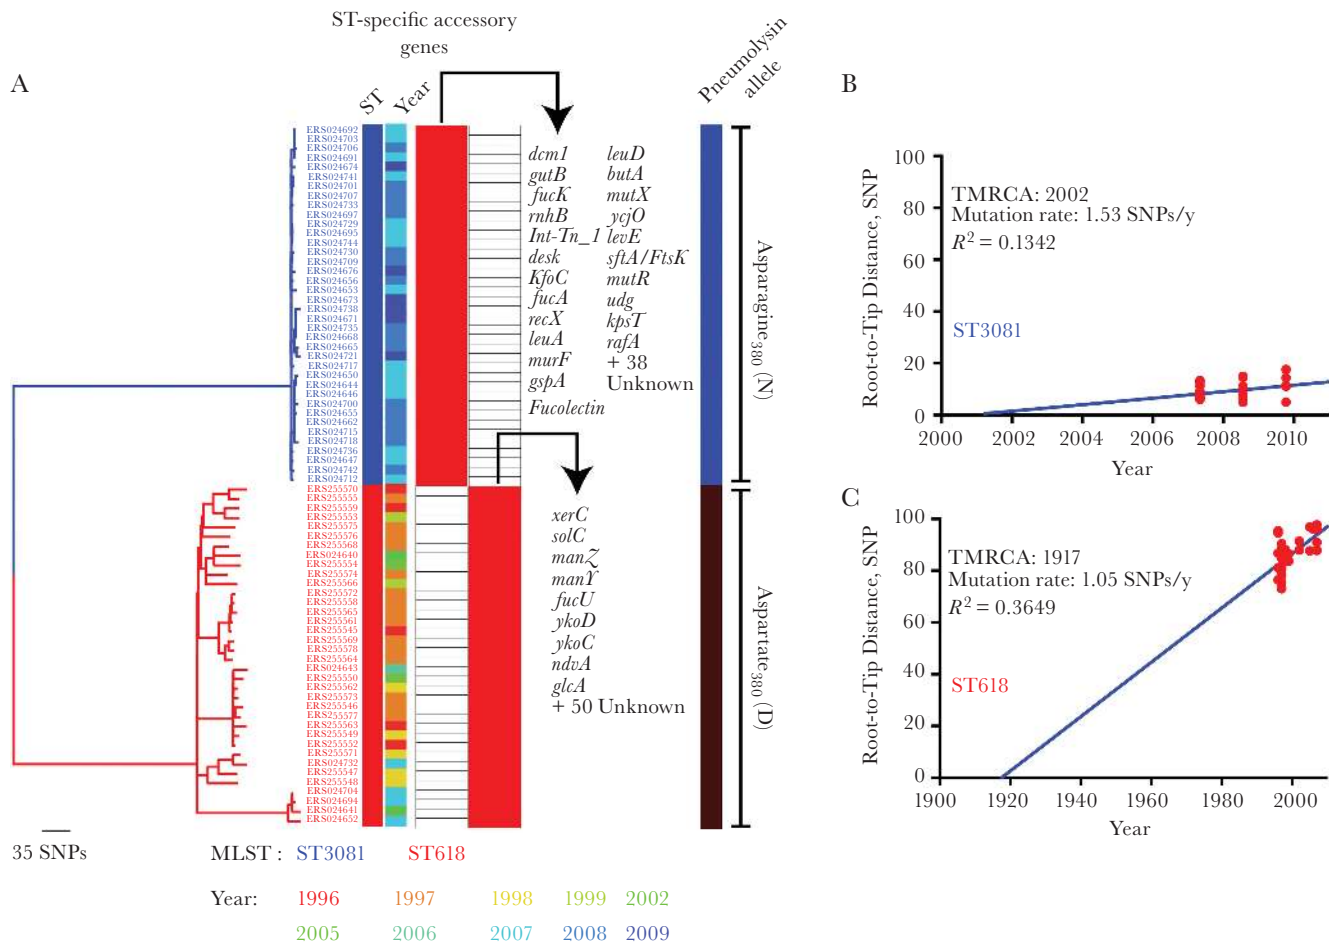 ST-specific accessory
genes
A
ST
Year
Pneumolysin
allele
ERS024692
ERS024703
ERS024706
ERS024691
ERS024674
ERS024741
ERS024701
ERS024707
ERS024733
ERS024697
ERS024729
ERS024695
ERS024744
ERS024730
ERS024709
ERS024676
ERS024656
ERS024653
ERS024673
ERS024738
ERS024671
ERS024735
ERS024668
ERS024665
ERS024721
ERS024717
ERS024650
ERS024644
ERS024646
ERS024700
ERS024655
ERS024662
ERS024715
ERS024718
ERS024736
ERS024647
ERS024742
ERS024712
ERS255570
ERS255555
ERS255559
ERS255553
ERS255575
ERS255576
ERS255568
ERS024640
ERS255554
ERS255574
ERS255566
ERS255572
ERS255558
ERS255565
ERS255561
ERS255545
ERS255569
ERS255578
ERS255564
ERS024643
ERS255550
ERS255562
ERS255573
ERS255546
ERS255577
ERS255563
ERS255549
ERS255552
ERS255571
ERS024732
ERS255547
ERS255548
ERS024704
ERS024694
ERS024641
ERS024652
dcm1 leuD
gutB butA
fucK mutX
rnhB ycjO
Int-Tn_1 levE
desk sftA/FtsK
KfoC mutR
fucA udg
recX kpsT
leuA rafA
murF + 38
gspA Unknown
Fucolectin
xerC
solC
manZ
manY
fucU
ykoD
ykoC
ndvA
glcA
+ 50 Unknown
Asparagine380 (N)
Aspartate380 (D)
35 SNPs
MLST : ST3081 ST618
Year: 1996 1997 1998 1999 2002
2005 2006 2007 2008 2009
B
Root-to-Tip Distance, SNP
100
80
60
40
20
0
TMRCA: 2002
Mutation rate: 1.53 SNPs/y
R² = 0.1342
ST3081
2000 2002 2004 2006 2008 2010
Year
C
Root-to-Tip Distance, SNP
100
80
60
40
20
0
TMRCA: 1917
Mutation rate: 1.05 SNPs/y
R² = 0.3649
ST618
1900 1920 1940 1960 1980 2000
Year